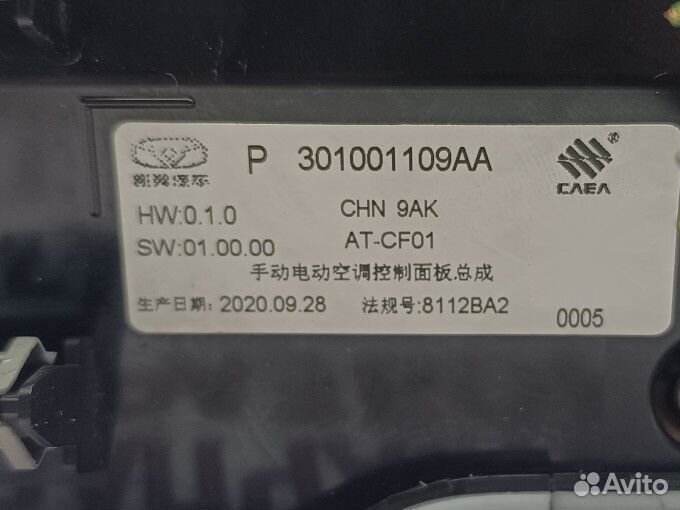 P 301001109AA
CAEA
HW:0.1.0
CHN 9AK
SW:01.00.00
AT-CF01
手动电动空调控制面板总成
生产日期: 2020.09.28 法规号:8112BA2
0005
Avito